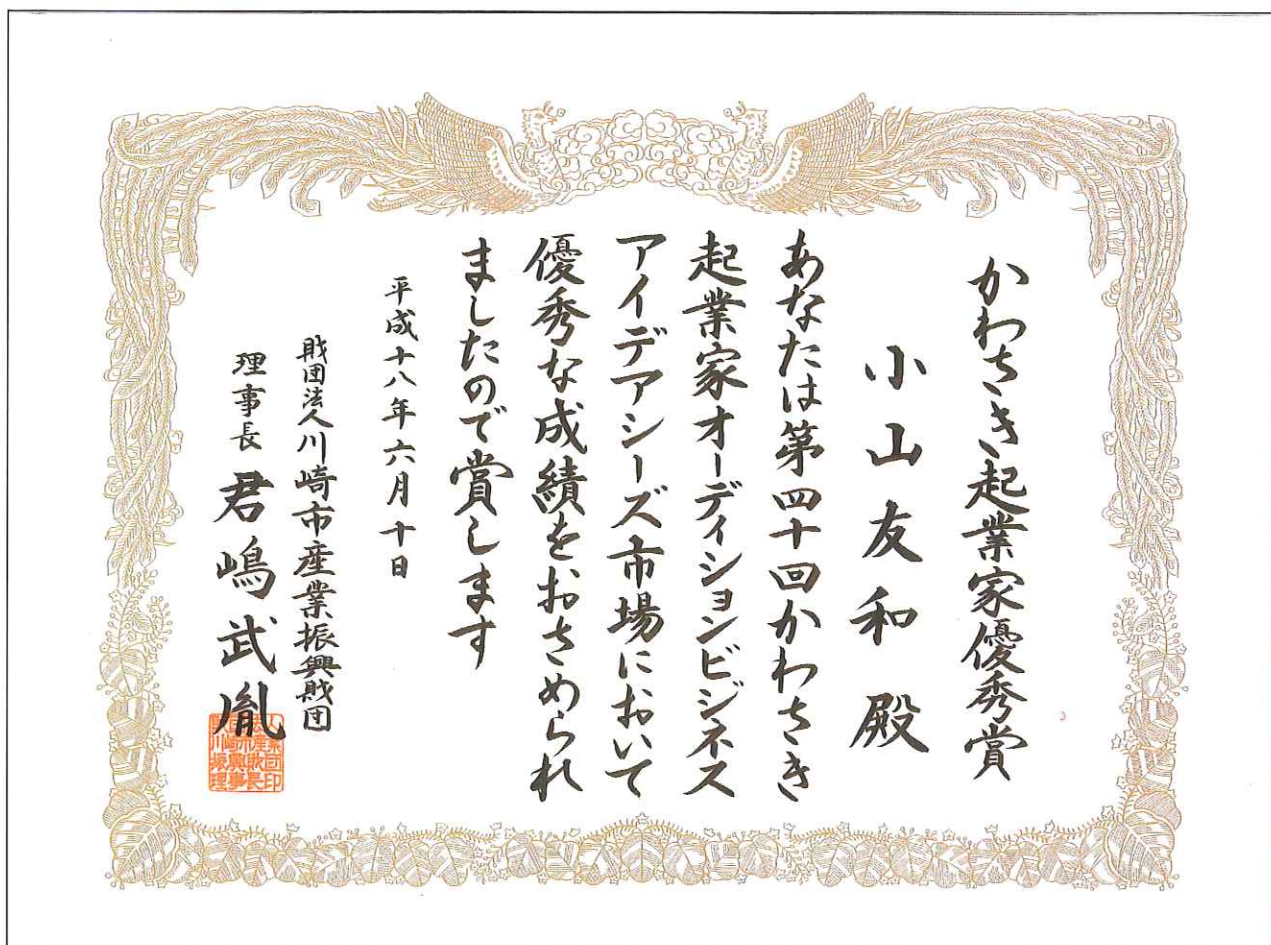 かわさき起業家優秀賞
小山友和殿
あなたは第四十回かわさき
起業家オーディションビジネス
アイデアシーズ市場において
優秀な成績をおさめられ
ましたので賞します
平成十八年六月十日
財団法人川崎市産業振興財団
理事長 君嶋武胤